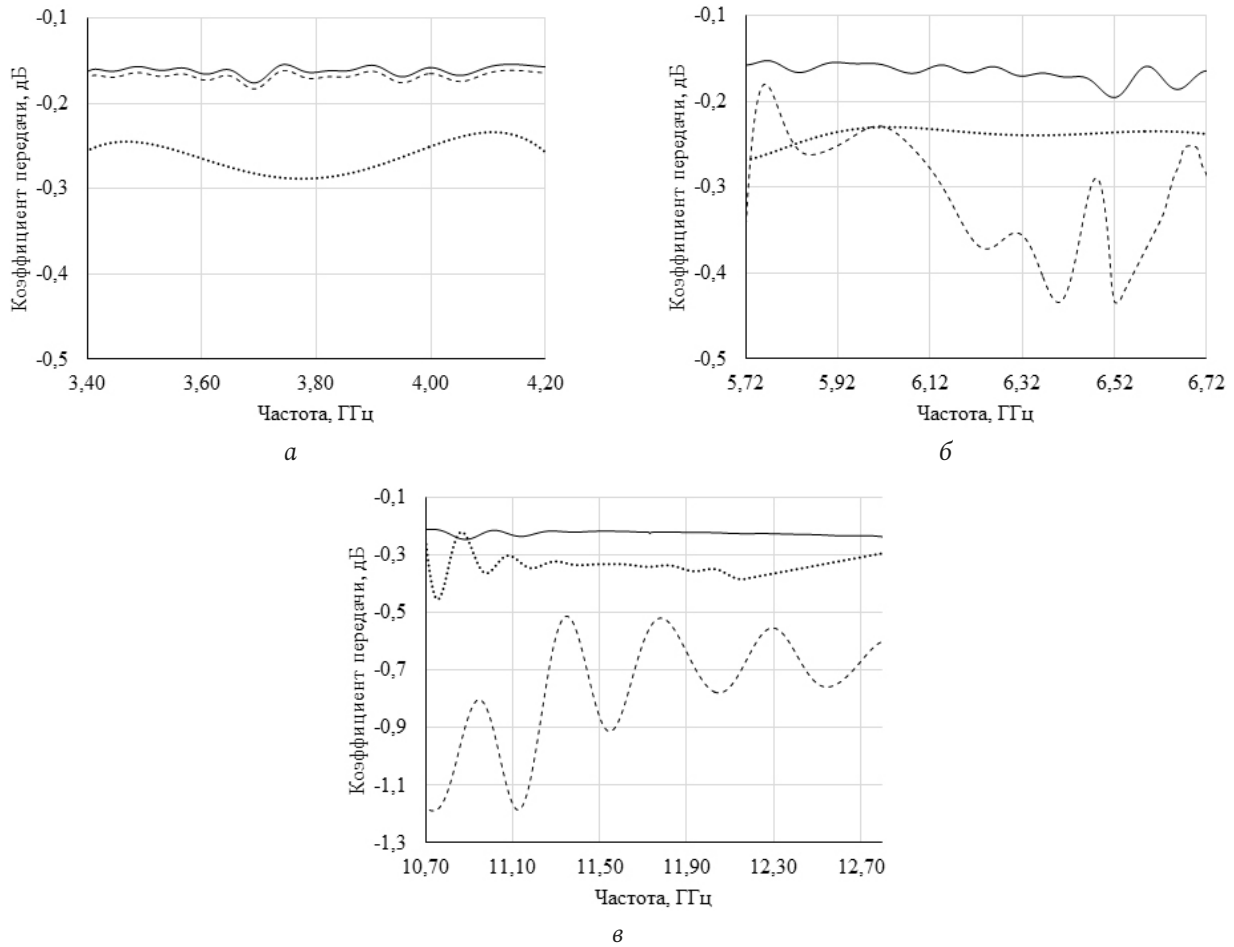 Коэффициент передачи, дБ
-0,1
-0,2
-0,3
-0,4
-0,5
3,40 3,60 3,80 4,00 4,20
Частота, ГГц
а
Коэффициент передачи, дБ
-0,1
-0,2
-0,3
-0,4
-0,5
5,72 5,92 6,12 6,32 6,52 6,72
Частота, ГГц
б
Коэффициент передачи, дБ
-0,1
-0,3
-0,5
-0,7
-0,9
-1,1
-1,3
10,70 11,10 11,50 11,90 12,30 12,70
Частота, ГГц
в